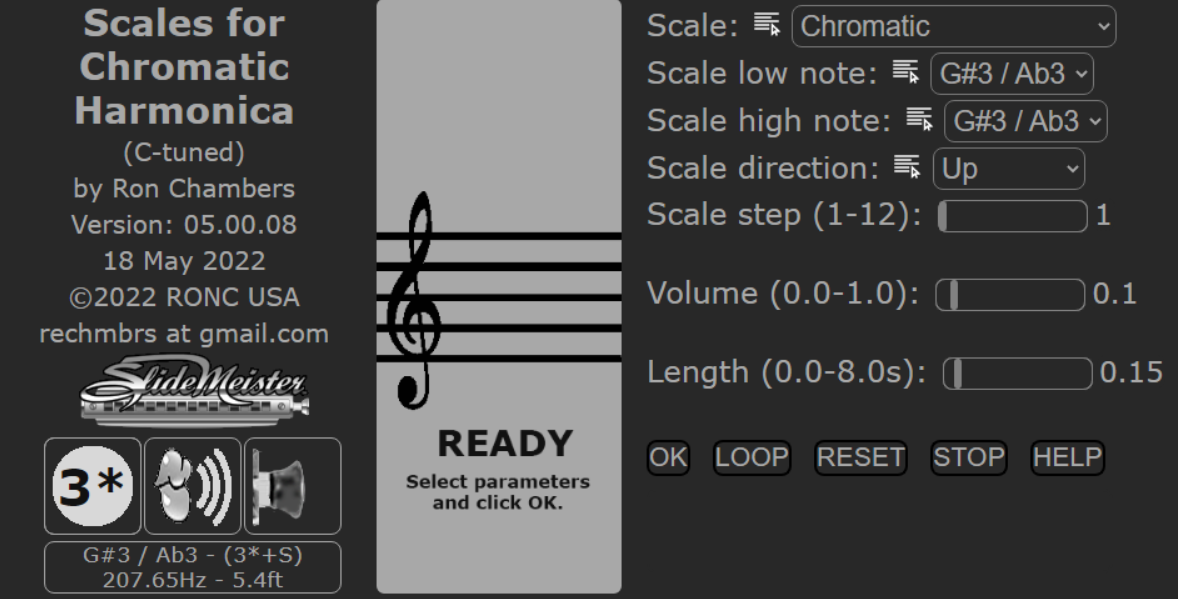 Scales for
Chromatic
Harmonica
(C-tuned)
by Ron Chambers
Version: 05.00.08
18 May 2022
©2022 RONC USA
rechmbrs at gmail.com
SlideMeister
3*
G#3 / Ab3 - (3*+S)
207.65Hz - 5.4ft
READY
Select parameters
and click OK.
Scale: Chromatic
Scale low note: G#3 / Ab3
Scale high note: G#3 / Ab3
Scale direction: Up
Scale step (1-12): 1
Volume (0.0-1.0): 0.1
Length (0.0-8.0s): 0.15
OK LOOP RESET STOP HELP